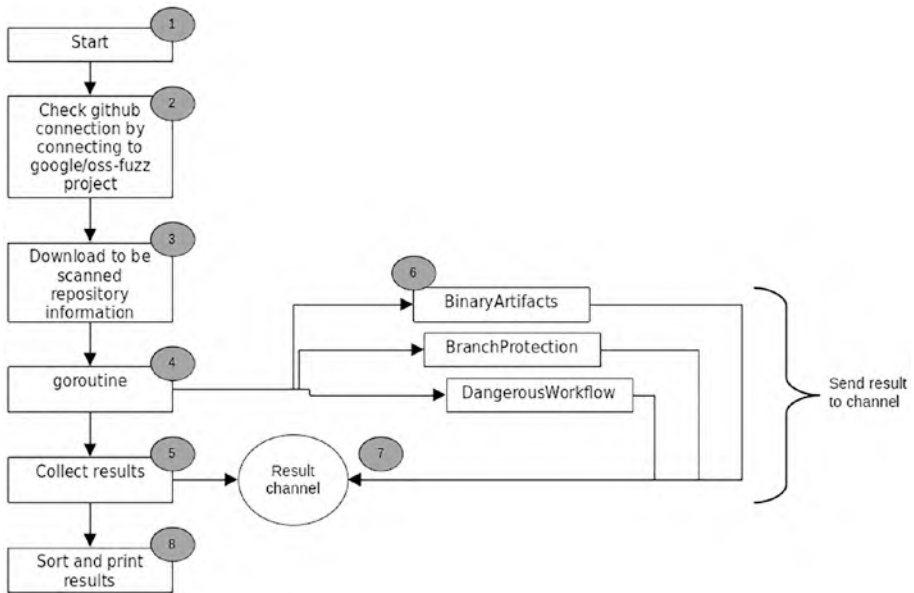 1
Start
2
Check github
connection by
connecting to
google/oss-fuzz
project
3
Download to be
scanned
repository
information
4
goroutine
6
BinaryArtifacts
BranchProtection
DangerousWorkflow
Send result
to channel
5
Collect results
Result
channel
7
8
Sort and print
results